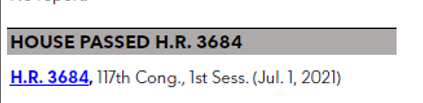 HOUSE PASSED H.R. 3684
H.R. 3684, 117th Cong., 1st Sess. (Jul. 1, 2021)